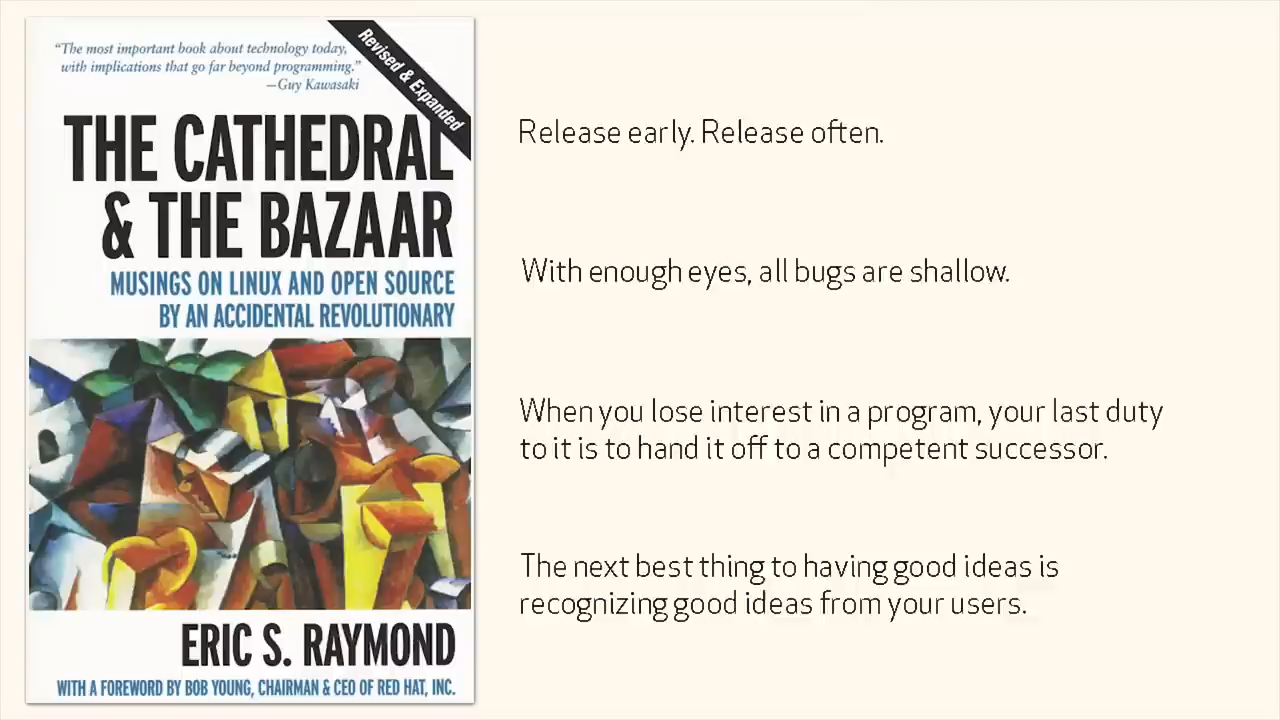 “The most important book about technology today,
with implications that go far beyond programming.”
—Guy Kawasaki
Revised & Expanded
THE CATHEDRAL
& THE BAZAAR
MUSINGS ON LINUX AND OPEN SOURCE
BY AN ACCIDENTAL REVOLUTIONARY
ERIC S. RAYMOND
WITH A FOREWORD BY BOB YOUNG, CHAIRMAN & CEO OF RED HAT, INC.
Release early. Release often.
With enough eyes, all bugs are shallow.
When you lose interest in a program, your last duty
to it is to hand it off to a competent successor.
The next best thing to having good ideas is
recognizing good ideas from your users.